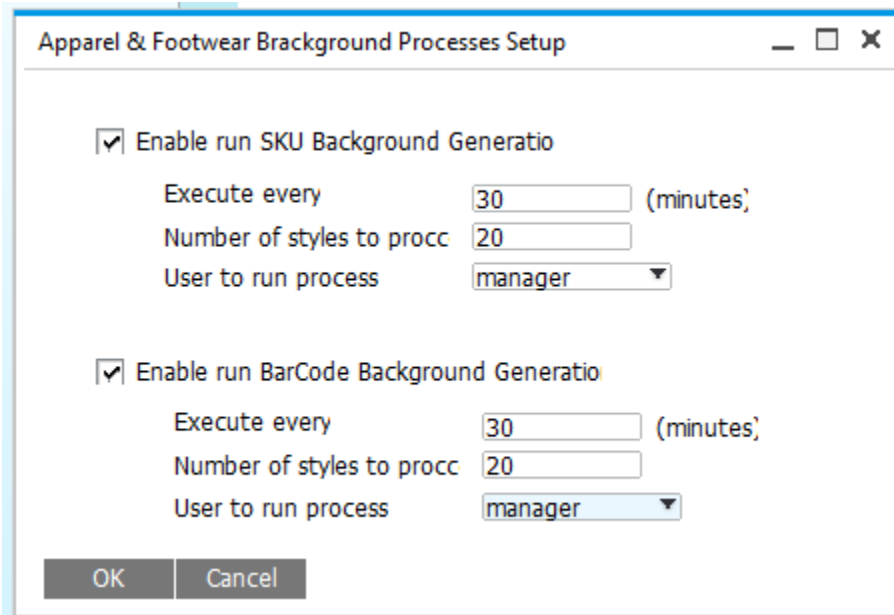 Apparel & Footwear Brackground Processes Setup
Enable run SKU Background Generatio
Execute every 30 (minutes)
Number of styles to procc 20
User to run process manager
Enable run BarCode Background Generatio
Execute every 30 (minutes)
Number of styles to procc 20
User to run process manager
OK Cancel